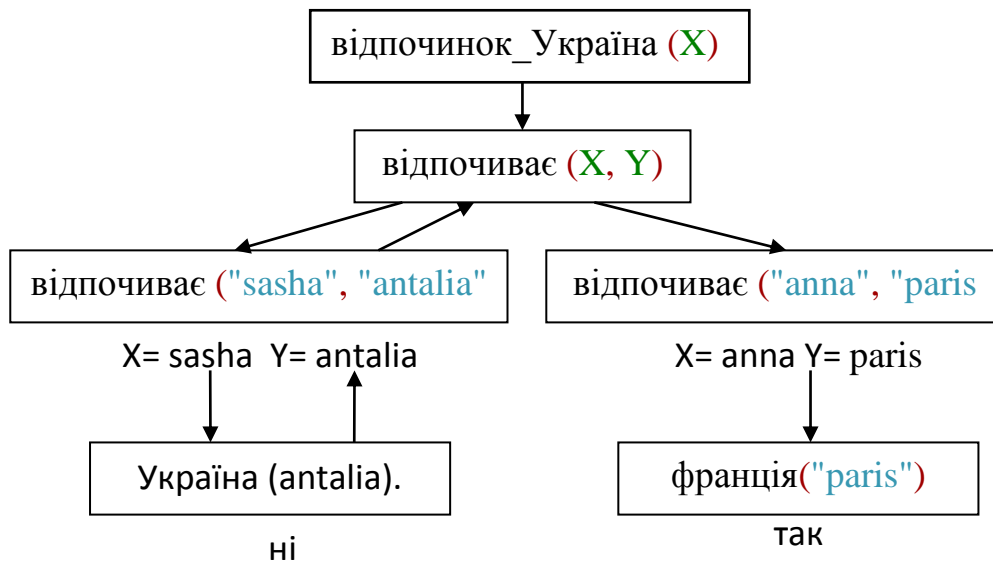 відпочинок_Україна (X)
відпочиває (X, Y)
відпочиває ("sasha", "antalia"
відпочиває ("anna", "paris
X= sasha Y= antalia
X= anna Y= paris
Україна (antalia).
франція("paris")
ні
так